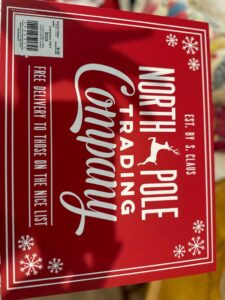 EST. BY S. CLAUS
NORTH POLE
TRADING
Company
FREE DELIVERY TO THOSE ON THE NICE LIST